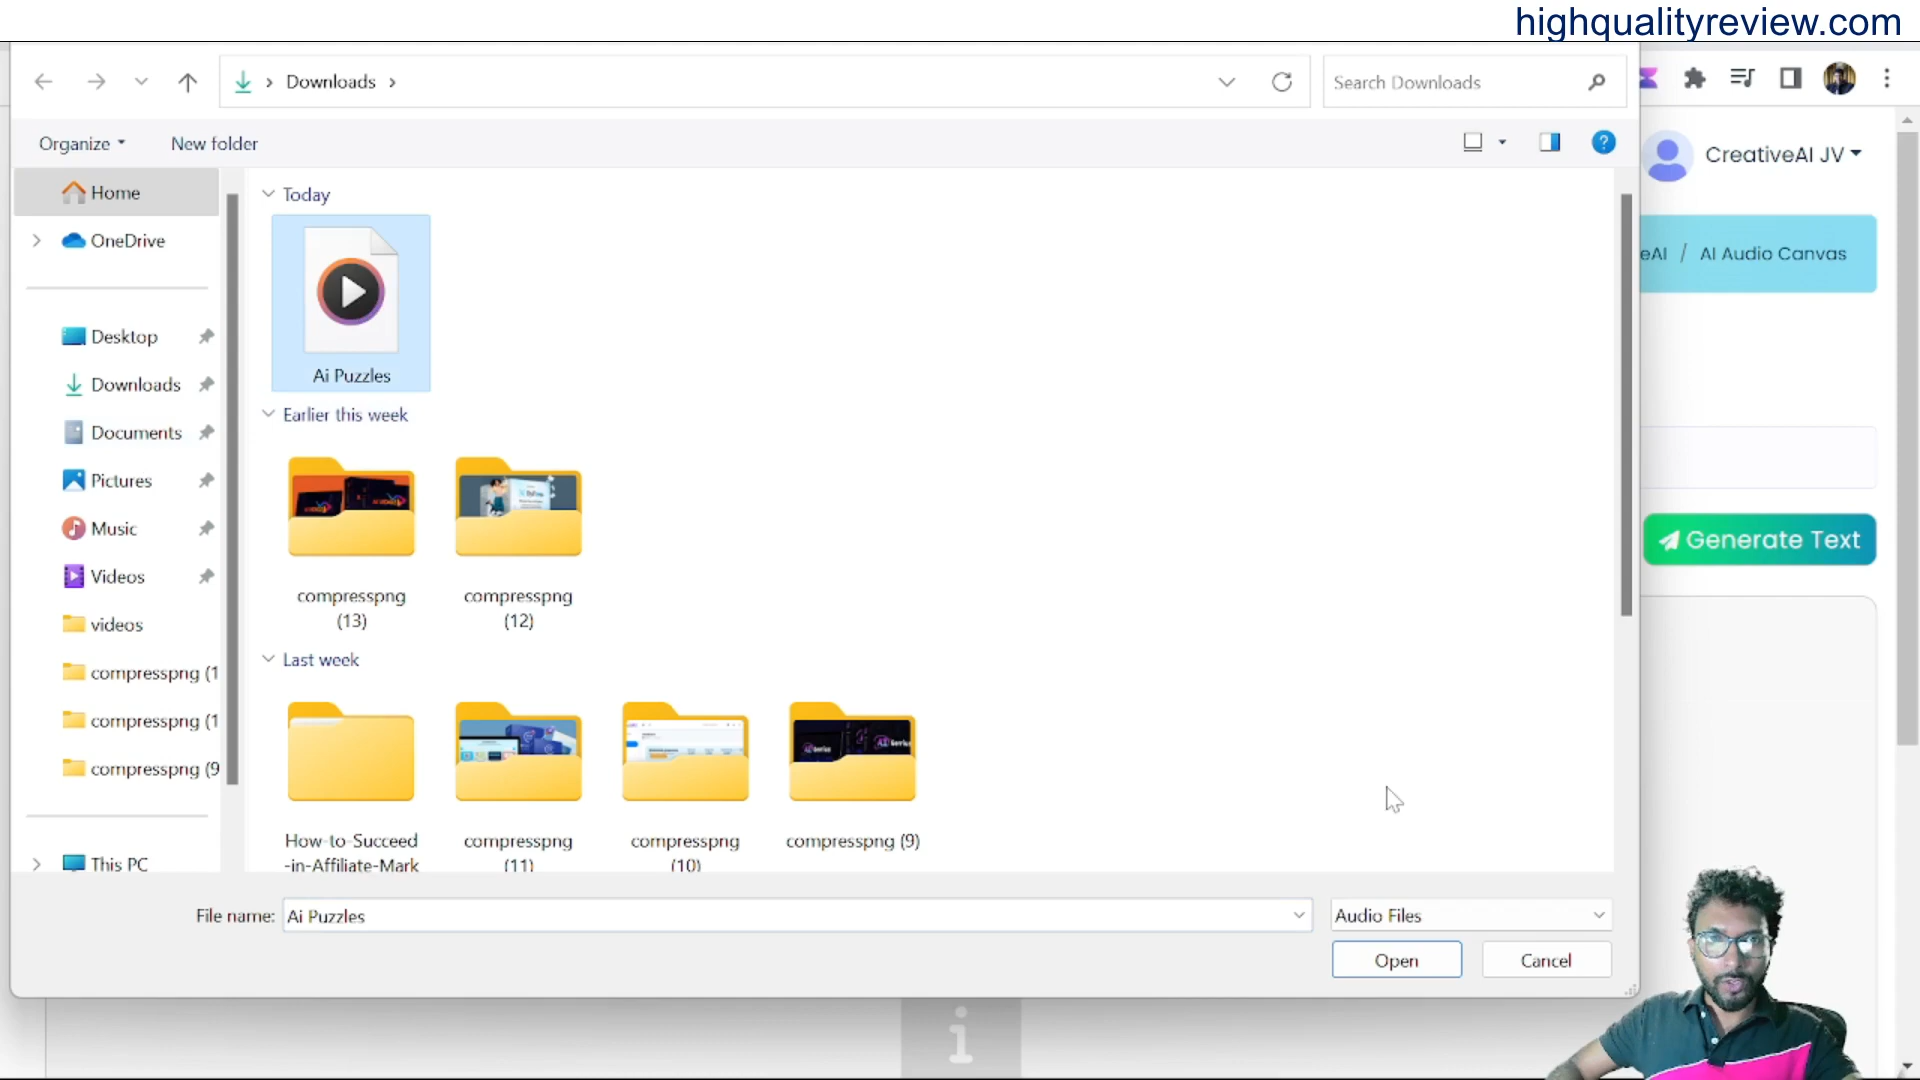 highqualityreview.com
Downloads
Search Downloads
Organize
New folder
CreativeAI JV
Home
Today
OneDrive
eAI / AI Audio Canvas
Desktop
Ai Puzzles
Downloads
Earlier this week
Documents
Pictures
Music
Generate Text
Videos
compresspng
(13)
compresspng
(12)
videos
Last week
compresspng (1
compresspng (1
compresspng (9
How-to-Succeed
-in-Affiliate-Mark
compresspng
(11)
compresspng
(10)
compresspng (9)
This PC
File name:
Ai Puzzles
Audio Files
Open
Cancel